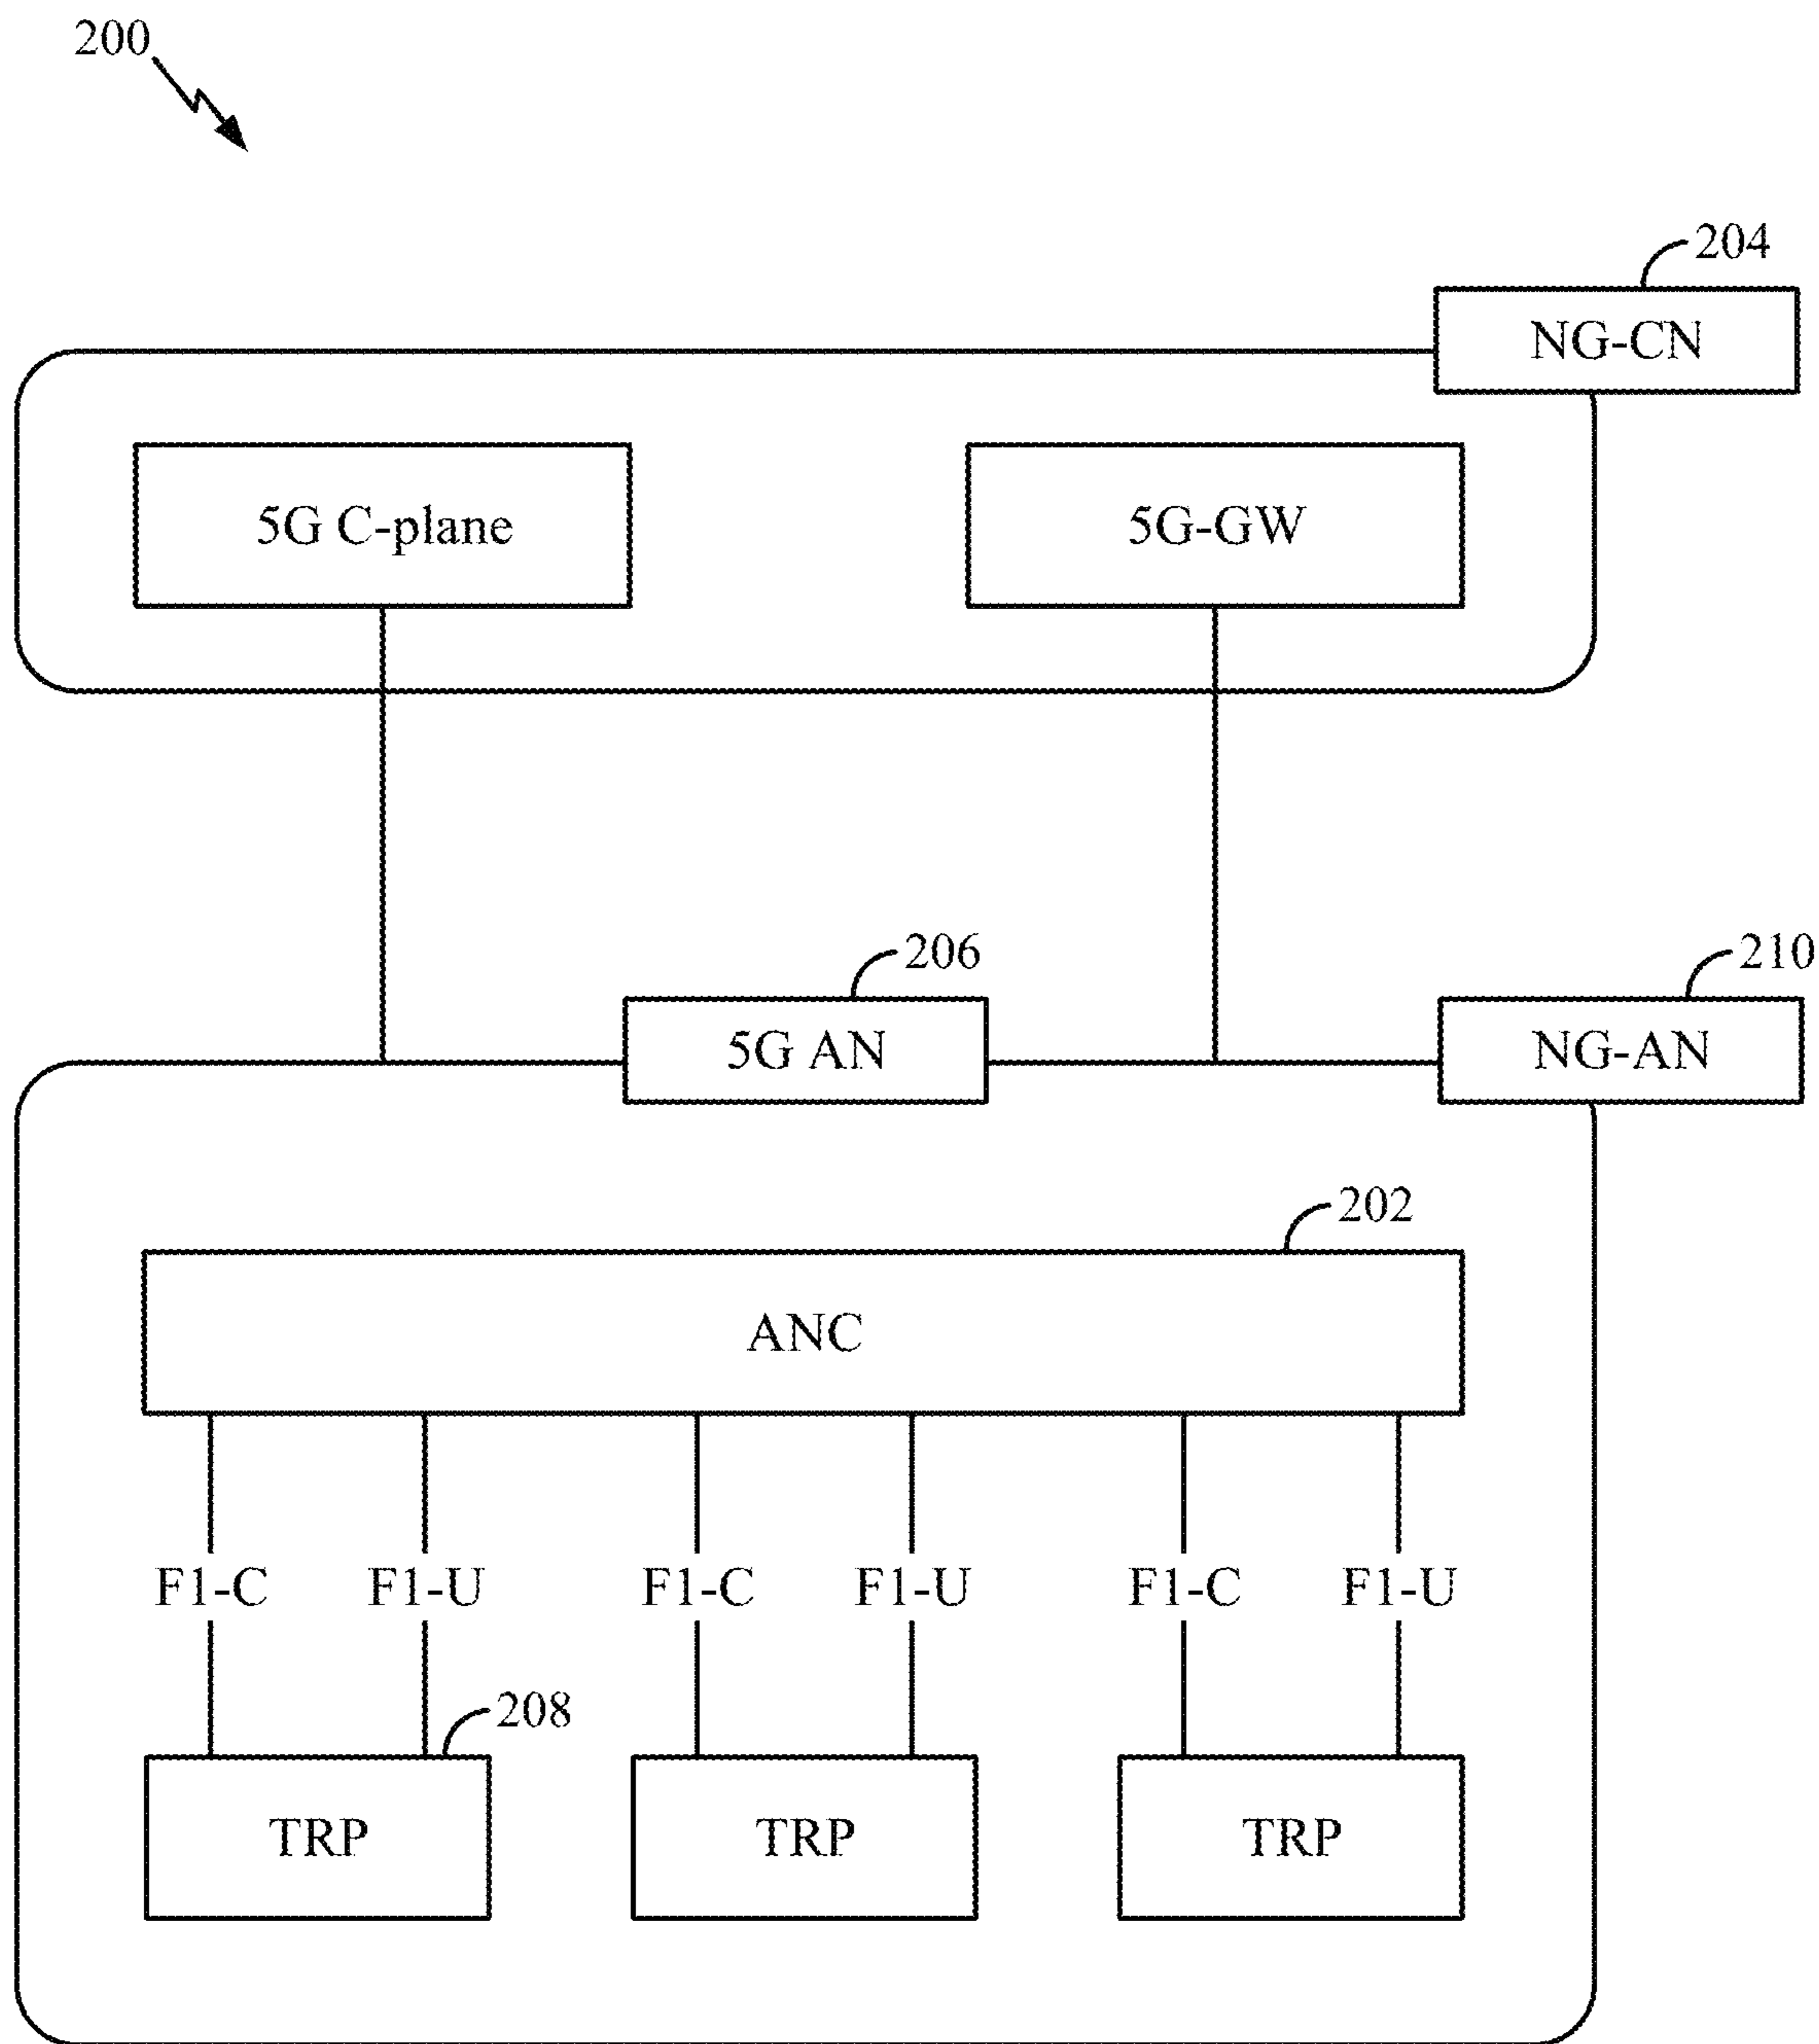 200
204
NG-CN
5G C-plane
5G-GW
206
210
5G AN
NG-AN
202
ANC
F1-C
F1-U
F1-C
F1-U
F1-C
F1-U
208
TRP
TRP
TRP